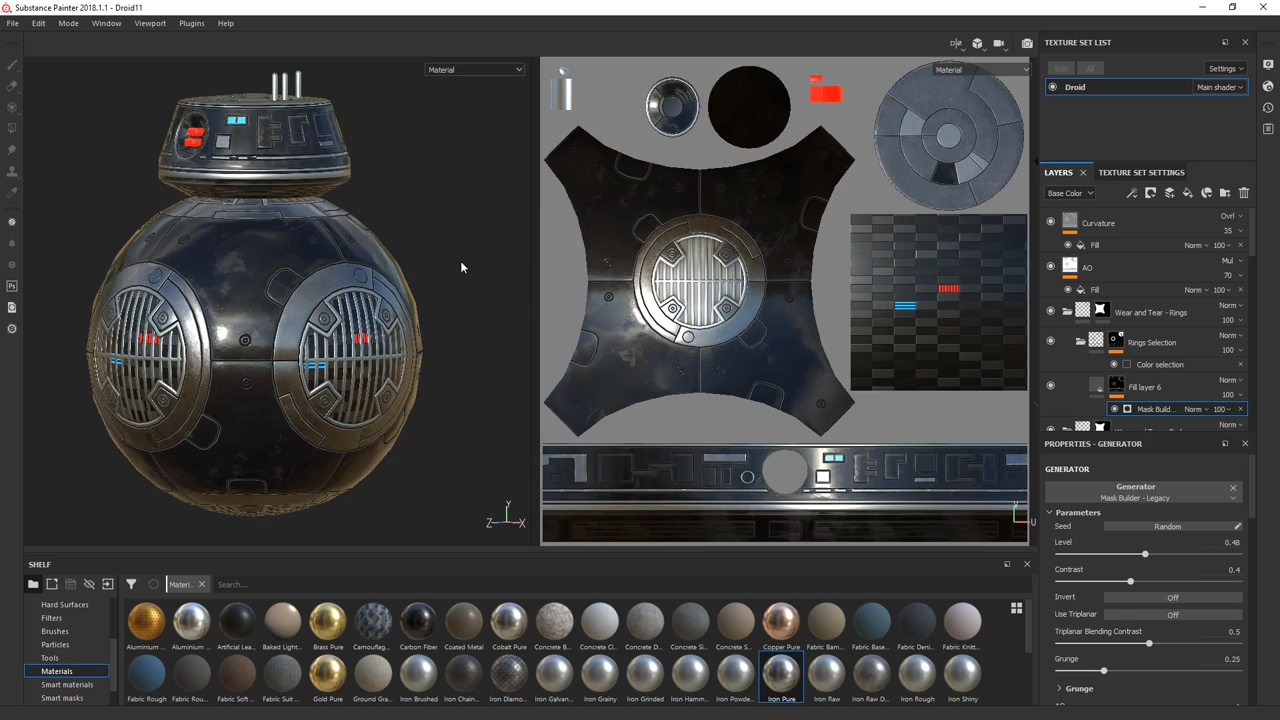 Substance Painter 2018.1.1 - Droid11
File Edit Mode Window Viewport Plugins Help
Material
Material
Y
Z X
V
U
TEXTURE SET LIST
Solo All Settings
Droid Main shader
LAYERS TEXTURE SET SETTINGS
Base Color
Curvature Ovrl 35
Fill Norm 100
AO Mul 70
Fill Norm 100
Wear and Tear - Rings Norm 100
Rings Selection Norm 100
Color selection
Fill layer 6 Norm 100
Mask Build... Norm 100
Norm
PROPERTIES - GENERATOR
GENERATOR
Generator
Mask Builder - Legacy
Parameters
Seed Random
Level 0.48
Contrast 0.4
Invert Off
Use Triplanar Off
Triplanar Blending Contrast 0.5
Grunge 0.25
Grunge
SHELF
Materi... Search...
Hard Surfaces
Filters
Brushes
Particles
Tools
Materials
Smart materials
Smart masks
Aluminium ... Aluminium ... Artificial Lea... Baked Light... Brass Pure Camouflag... Carbon Fiber Coated Metal Cobalt Pure Concrete B... Concrete Cl... Concrete D... Concrete Si... Concrete S... Copper Pure Fabric Bam... Fabric Base... Fabric Deni... Fabric Knitt...
Fabric Rough Fabric Rou... Fabric Soft ... Fabric Suit ... Gold Pure Ground Gra... Iron Brushed Iron Chain... Iron Diamo... Iron Galvan... Iron Grainy Iron Grinded Iron Hamm... Iron Powde... Iron Pure Iron Raw Iron Raw D... Iron Rough Iron Shiny